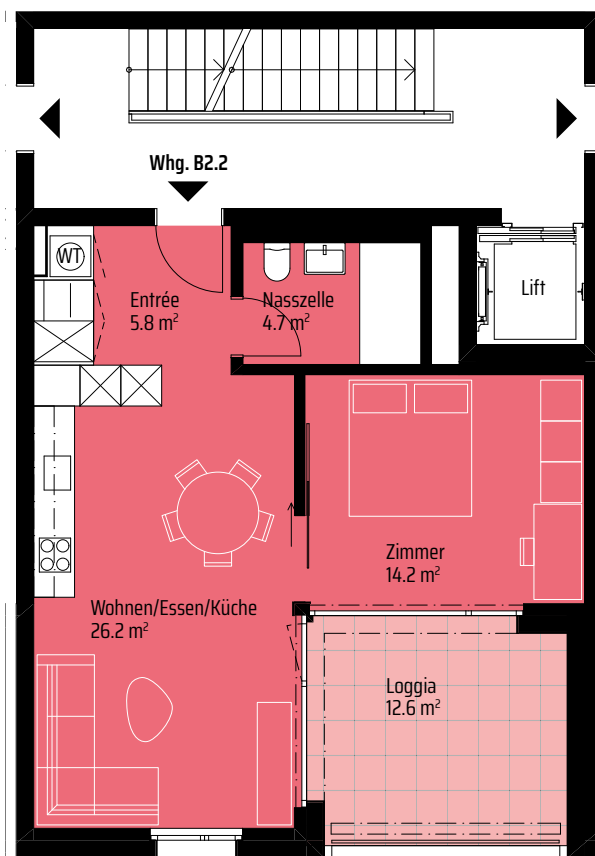 Whg. B2.2
WT
Entrée
5.8 m²
Nasszelle
4.7 m²
Lift
Zimmer
14.2 m²
Wohnen/Essen/Küche
26.2 m²
Loggia
12.6 m²